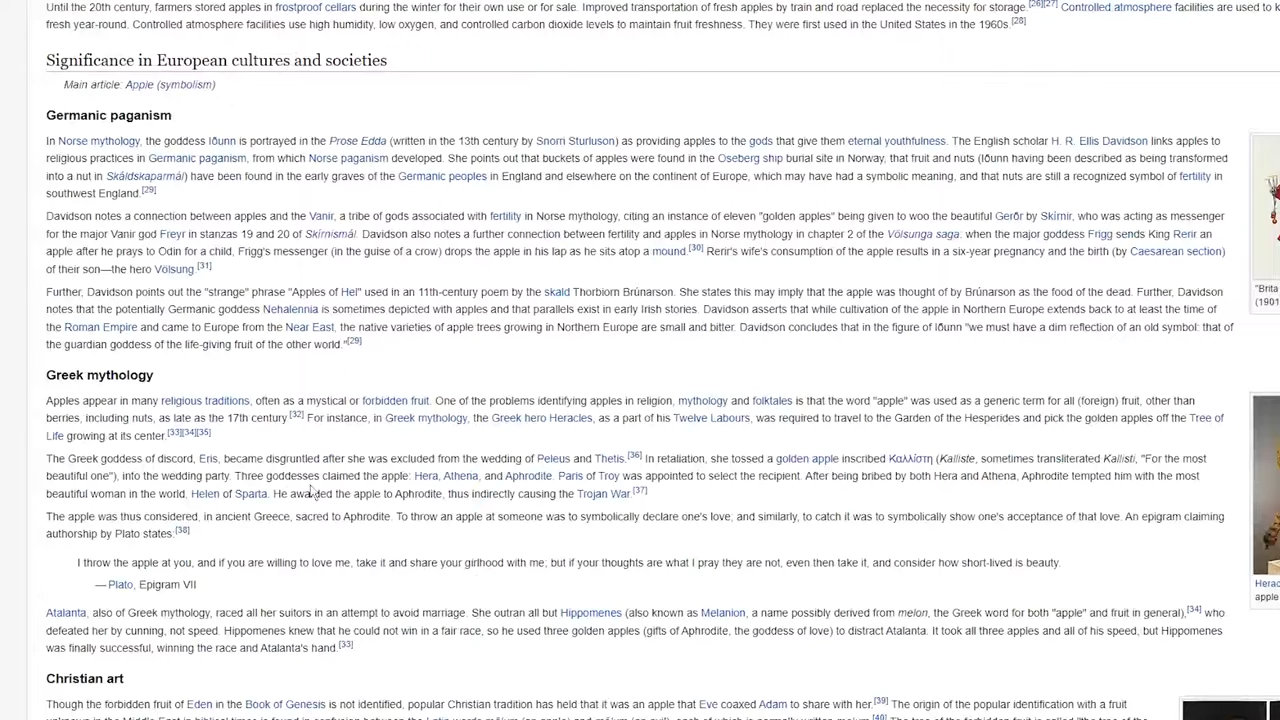 Until the 20th century, farmers stored apples in frostproof cellars during the winter for their own use or for sale. Improved transportation of fresh apples by train and road replaced the necessity for storage.[26][27] Controlled atmosphere facilities are used to
fresh year-round. Controlled atmosphere facilities use high humidity, low oxygen, and controlled carbon dioxide levels to maintain fruit freshness. They were first used in the United States in the 1960s.[28]
Significance in European cultures and societies
Main article: Apple (symbolism)
Germanic paganism
In Norse mythology, the goddess Iðunn is portrayed in the Prose Edda (written in the 13th century by Snorri Sturluson) as providing apples to the gods that give them eternal youthfulness. The English scholar H. R. Ellis Davidson links apples to
religious practices in Germanic paganism, from which Norse paganism developed. She points out that buckets of apples were found in the Oseberg ship burial site in Norway, that fruit and nuts (Iðunn having been described as being transformed
into a nut in Skáldskaparmál) have been found in the early graves of the Germanic peoples in England and elsewhere on the continent of Europe, which may have had a symbolic meaning, and that nuts are still a recognized symbol of fertility in
southwest England.[29]
Davidson notes a connection between apples and the Vanir, a tribe of gods associated with fertility in Norse mythology, citing an instance of eleven "golden apples" being given to woo the beautiful Gerðr by Skírnir, who was acting as messenger
for the major Vanir god Freyr in stanzas 19 and 20 of Skírnismál. Davidson also notes a further connection between fertility and apples in Norse mythology in chapter 2 of the Völsunga saga: when the major goddess Frigg sends King Rerir an
apple after he prays to Odin for a child, Frigg's messenger (in the guise of a crow) drops the apple in his lap as he sits atop a mound.[30] Rerir's wife's consumption of the apple results in a six-year pregnancy and the birth (by Caesarean section)
of their son—the hero Völsung.[31]
Further, Davidson points out the "strange" phrase "Apples of Hel" used in an 11th-century poem by the skald Thorbiorn Brúnarson. She states this may imply that the apple was thought of by Brúnarson as the food of the dead. Further, Davidson
notes that the potentially Germanic goddess Nehalennia is sometimes depicted with apples and that parallels exist in early Irish stories. Davidson asserts that while cultivation of the apple in Northern Europe extends back to at least the time of
the Roman Empire and came to Europe from the Near East, the native varieties of apple trees growing in Northern Europe are small and bitter. Davidson concludes that in the figure of Iðunn "we must have a dim reflection of an old symbol: that of
the guardian goddess of the life-giving fruit of the other world."[29]
"Brita
(1901
Greek mythology
Apples appear in many religious traditions, often as a mystical or forbidden fruit. One of the problems identifying apples in religion, mythology and folktales is that the word "apple" was used as a generic term for all (foreign) fruit, other than
berries, including nuts, as late as the 17th century.[32] For instance, in Greek mythology, the Greek hero Heracles, as a part of his Twelve Labours, was required to travel to the Garden of the Hesperides and pick the golden apples off the Tree of
Life growing at its center.[33][34][35]
The Greek goddess of discord, Eris, became disgruntled after she was excluded from the wedding of Peleus and Thetis.[36] In retaliation, she tossed a golden apple inscribed Καλλίστη (Kalliste, sometimes transliterated Kallisti, "For the most
beautiful one"), into the wedding party. Three goddesses claimed the apple: Hera, Athena, and Aphrodite. Paris of Troy was appointed to select the recipient. After being bribed by both Hera and Athena, Aphrodite tempted him with the most
beautiful woman in the world, Helen of Sparta. He awarded the apple to Aphrodite, thus indirectly causing the Trojan War.[37]
The apple was thus considered, in ancient Greece, sacred to Aphrodite. To throw an apple at someone was to symbolically declare one's love; and similarly, to catch it was to symbolically show one's acceptance of that love. An epigram claiming
authorship by Plato states:[38]
I throw the apple at you, and if you are willing to love me, take it and share your girlhood with me; but if your thoughts are what I pray they are not, even then take it, and consider how short-lived is beauty.
— Plato, Epigram VII
Herac
apple
Atalanta, also of Greek mythology, raced all her suitors in an attempt to avoid marriage. She outran all but Hippomenes (also known as Melanion, a name possibly derived from melon, the Greek word for both "apple" and fruit in general),[34] who
defeated her by cunning, not speed. Hippomenes knew that he could not win in a fair race, so he used three golden apples (gifts of Aphrodite, the goddess of love) to distract Atalanta. It took all three apples and all of his speed, but Hippomenes
was finally successful, winning the race and Atalanta's hand.[33]
Christian art
Though the forbidden fruit of Eden in the Book of Genesis is not identified, popular Christian tradition has held that it was an apple that Eve coaxed Adam to share with her.[39] The origin of the popular identification with a fruit